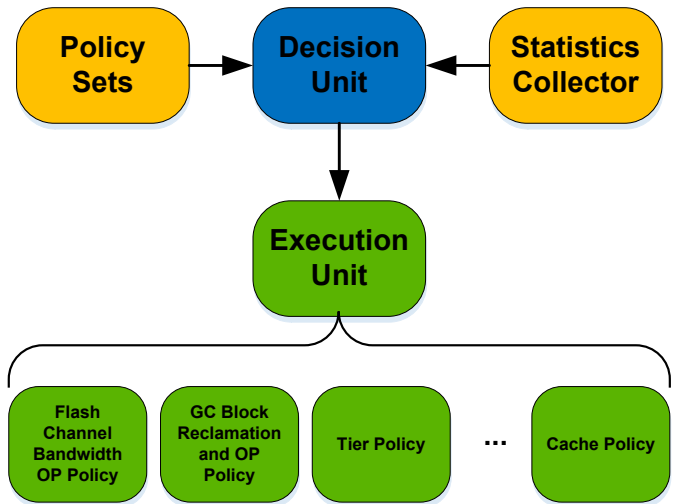 Policy
Sets
Decision
Unit
Statistics
Collector
Execution
Unit
Flash
Channel
Bandwidth
OP Policy
GC Block
Reclamation
and OP
Policy
Tier Policy
...
Cache Policy